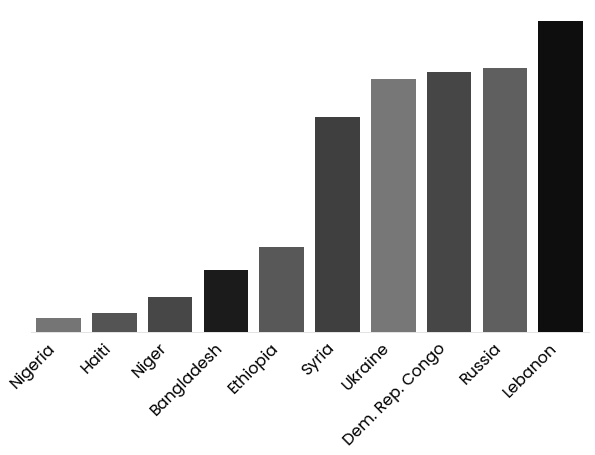 Nigeria
Haiti
Niger
Bangladesh
Ethiopia
Syria
Ukraine
Dem. Rep. Congo
Russia
Lebanon